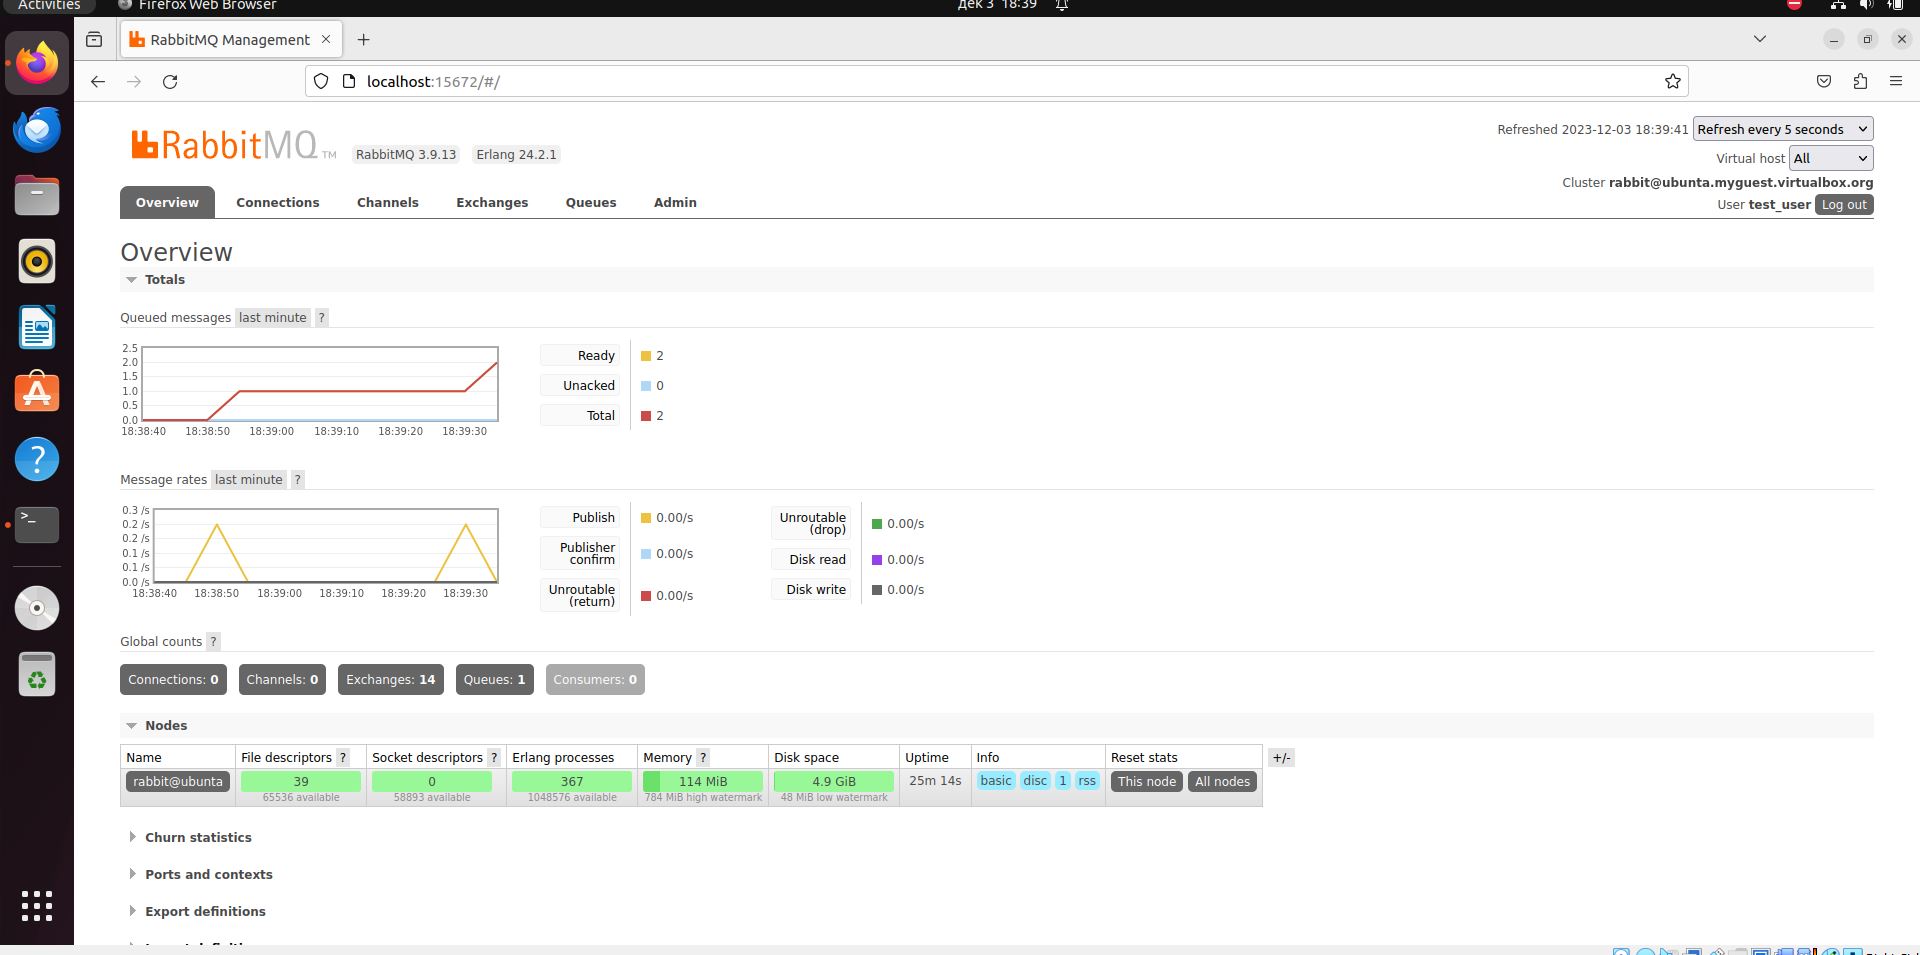 Activities
Firefox Web Browser
дек 3 18:39
RabbitMQ Management
localhost:15672/#/
RabbitMQ TM
RabbitMQ 3.9.13
Erlang 24.2.1
Refreshed 2023-12-03 18:39:41 Refresh every 5 seconds
Virtual host All
Cluster rabbit@ubunta.myguest.virtualbox.org
User test_user Log out
Overview Connections Channels Exchanges Queues Admin
Overview
Totals
Queued messages last minute ?
2.5
2.0
1.5
1.0
0.5
0.0
18:38:40 18:38:50 18:39:00 18:39:10 18:39:20 18:39:30
Ready 2
Unacked 0
Total 2
Message rates last minute ?
0.3 /s
0.2 /s
0.2 /s
0.1 /s
0.1 /s
0.0 /s
18:38:40 18:38:50 18:39:00 18:39:10 18:39:20 18:39:30
Publish 0.00/s
Publisher
confirm 0.00/s
Unroutable
(return) 0.00/s
Unroutable
(drop) 0.00/s
Disk read 0.00/s
Disk write 0.00/s
Global counts ?
Connections: 0 Channels: 0 Exchanges: 14 Queues: 1 Consumers: 0
Nodes
Name File descriptors ? Socket descriptors ? Erlang processes Memory ? Disk space Uptime Info Reset stats +/-
rabbit@ubunta 39 0 367 114 MiB 4.9 GiB 25m 14s basic disc 1 rss This node All nodes
65536 available 58893 available 1048576 available 784 MiB high watermark 48 MiB low watermark
Churn statistics
Ports and contexts
Export definitions